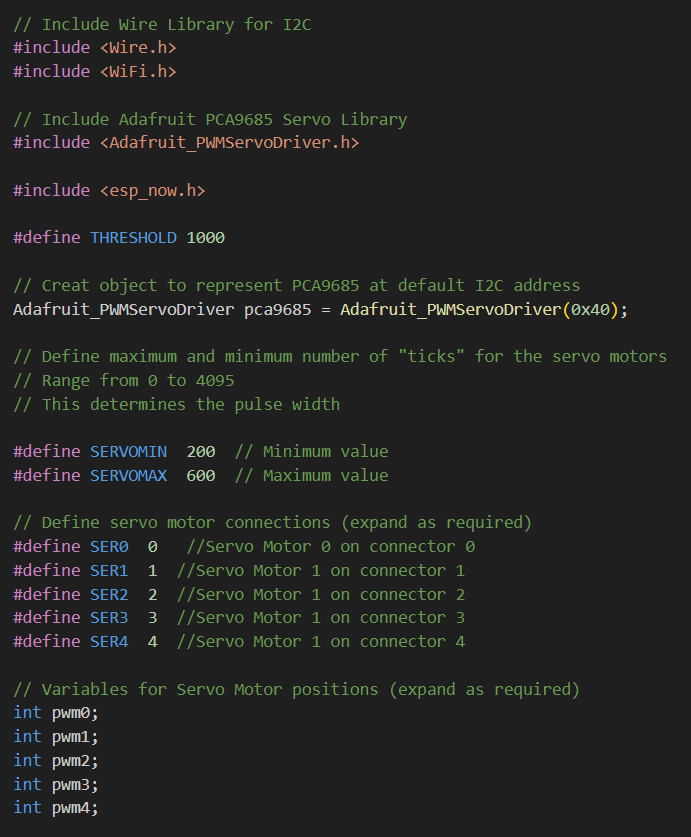 // Include Wire Library for I2C
#include <Wire.h>
#include <WiFi.h>
// Include Adafruit PCA9685 Servo Library
#include <Adafruit_PWMServoDriver.h>
#include <esp_now.h>
#define THRESHOLD 1000
// Creat object to represent PCA9685 at default I2C address
Adafruit_PWMServoDriver pca9685 = Adafruit_PWMServoDriver(0x40);
// Define maximum and minimum number of "ticks" for the servo motors
// Range from 0 to 4095
// This determines the pulse width
#define SERVOMIN  200  // Minimum value
#define SERVOMAX  600  // Maximum value
// Define servo motor connections (expand as required)
#define SER0  0   //Servo Motor 0 on connector 0
#define SER1  1  //Servo Motor 1 on connector 1
#define SER2  2  //Servo Motor 1 on connector 2
#define SER3  3  //Servo Motor 1 on connector 3
#define SER4  4  //Servo Motor 1 on connector 4
// Variables for Servo Motor positions (expand as required)
int pwm0;
int pwm1;
int pwm2;
int pwm3;
int pwm4;